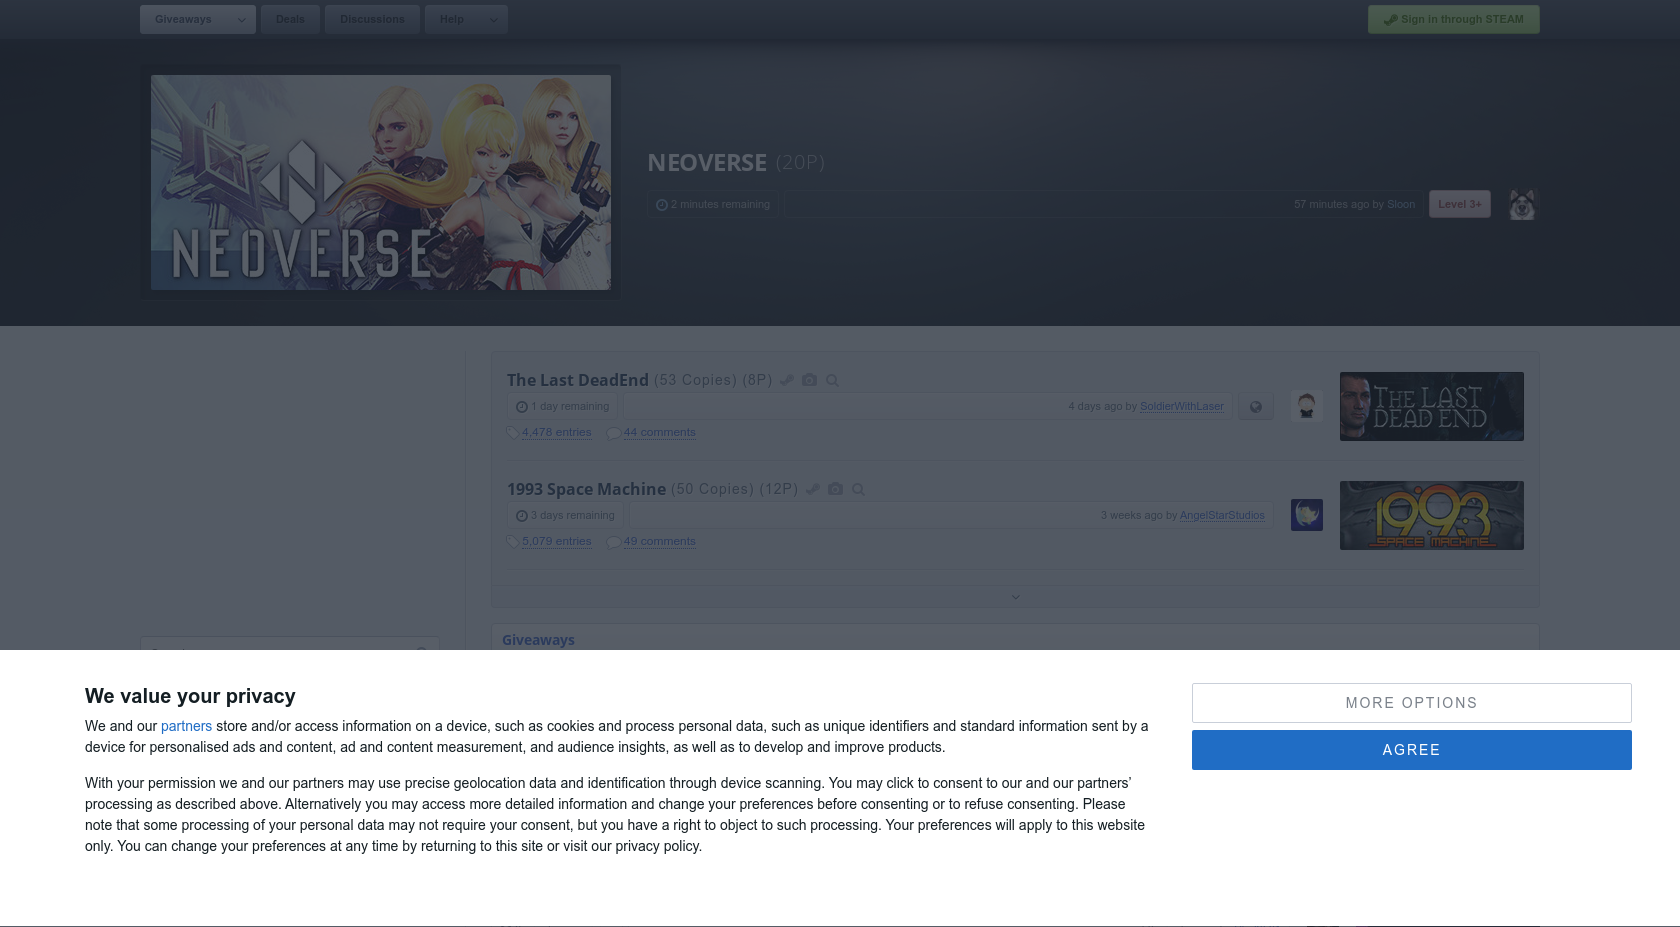 Giveaways
Deals
Discussions
Help
Sign in through STEAM
NEOVERSE
NEOVERSE (20P)
2 minutes remaining
57 minutes ago by Sloon
Level 3+
The Last DeadEnd (53 Copies) (8P)
1 day remaining
4 days ago by SoldierWithLaser
4,478 entries
44 comments
THE LAST
DEAD END
1993 Space Machine (50 Copies) (12P)
3 days remaining
3 weeks ago by AngelStarStudios
5,079 entries
49 comments
1993
SPACE MACHINE
Giveaways
We value your privacy
We and our partners store and/or access information on a device, such as cookies and process personal data, such as unique identifiers and standard information sent by a
device for personalised ads and content, ad and content measurement, and audience insights, as well as to develop and improve products.
With your permission we and our partners may use precise geolocation data and identification through device scanning. You may click to consent to our and our partners’
processing as described above. Alternatively you may access more detailed information and change your preferences before consenting or to refuse consenting. Please
note that some processing of your personal data may not require your consent, but you have a right to object to such processing. Your preferences will apply to this website
only. You can change your preferences at any time by returning to this site or visit our privacy policy.
MORE OPTIONS
AGREE